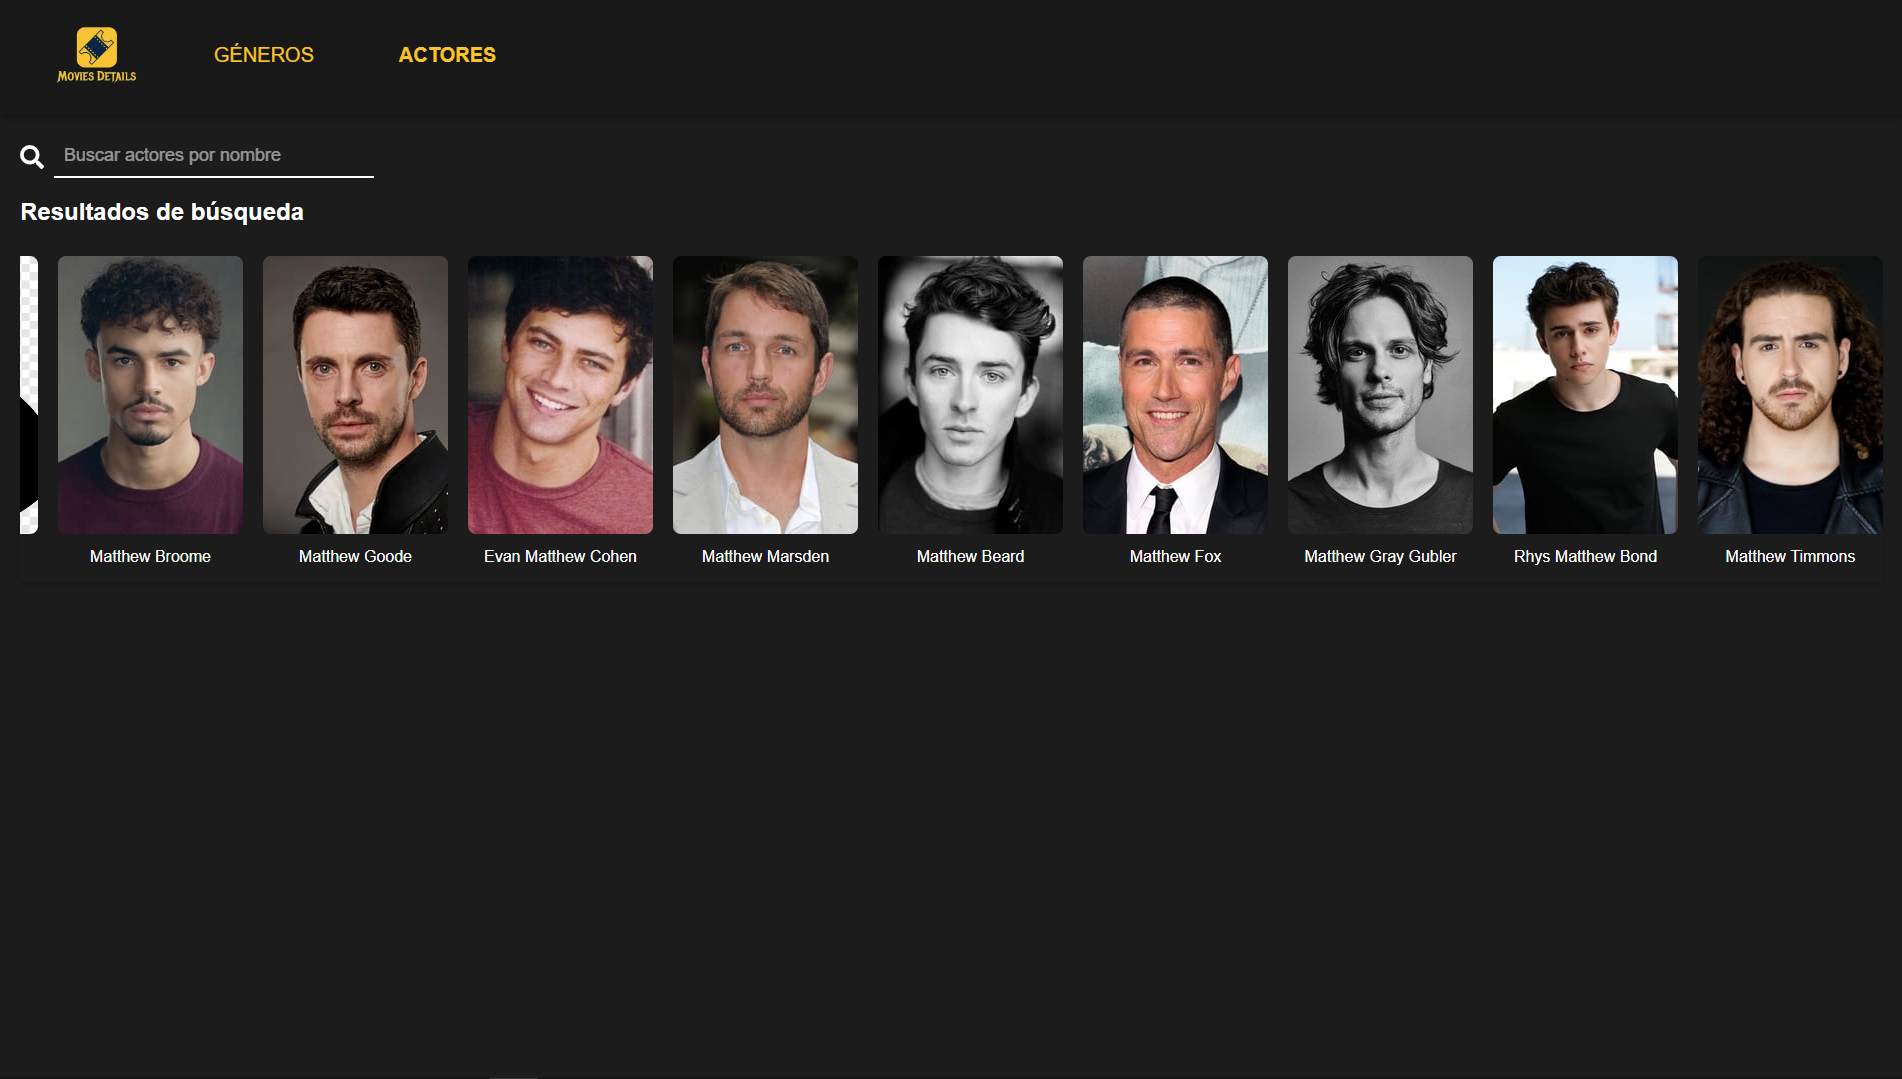 MOVIES DETAILS
GÉNEROS
ACTORES
Buscar actores por nombre
Resultados de búsqueda
Matthew Broome
Matthew Goode
Evan Matthew Cohen
Matthew Marsden
Matthew Beard
Matthew Fox
Matthew Gray Gubler
Rhys Matthew Bond
Matthew Timmons